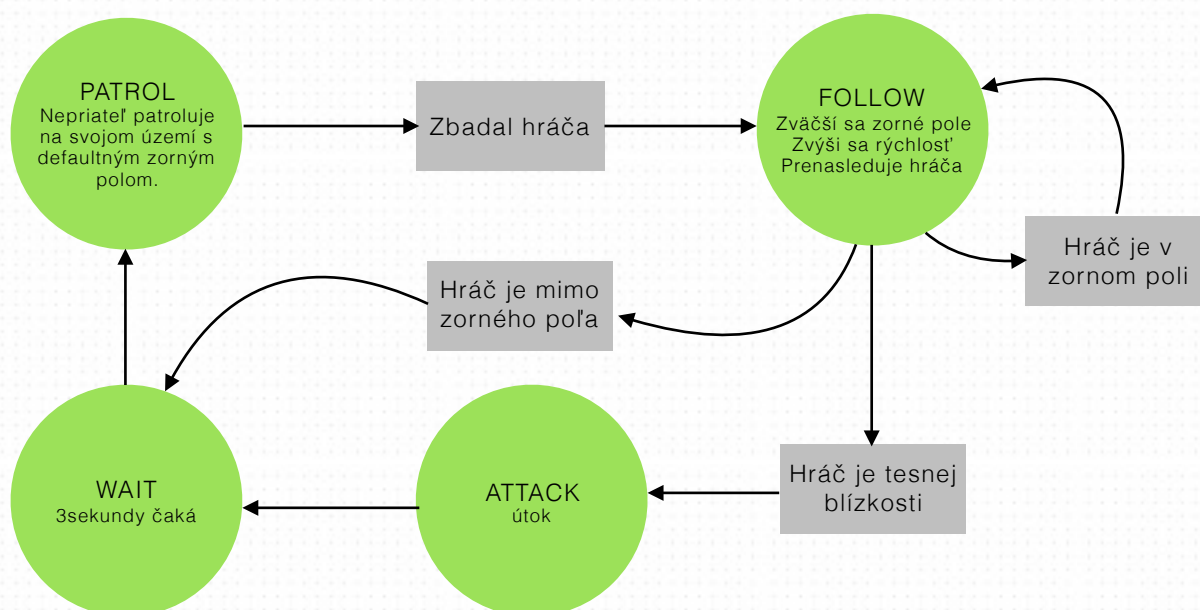 PATROL
Nepriateľ patroluje
na svojom území s
defaultným zorným
polom.
Zbadal hráča
FOLLOW
Zväčší sa zorné pole
Zvýši sa rýchlosť
Prenasleduje hráča
Hráč je v
zornom poli
Hráč je mimo
zorného poľa
Hráč je tesnej
blízkosti
ATTACK
útok
WAIT
3sekundy čaká